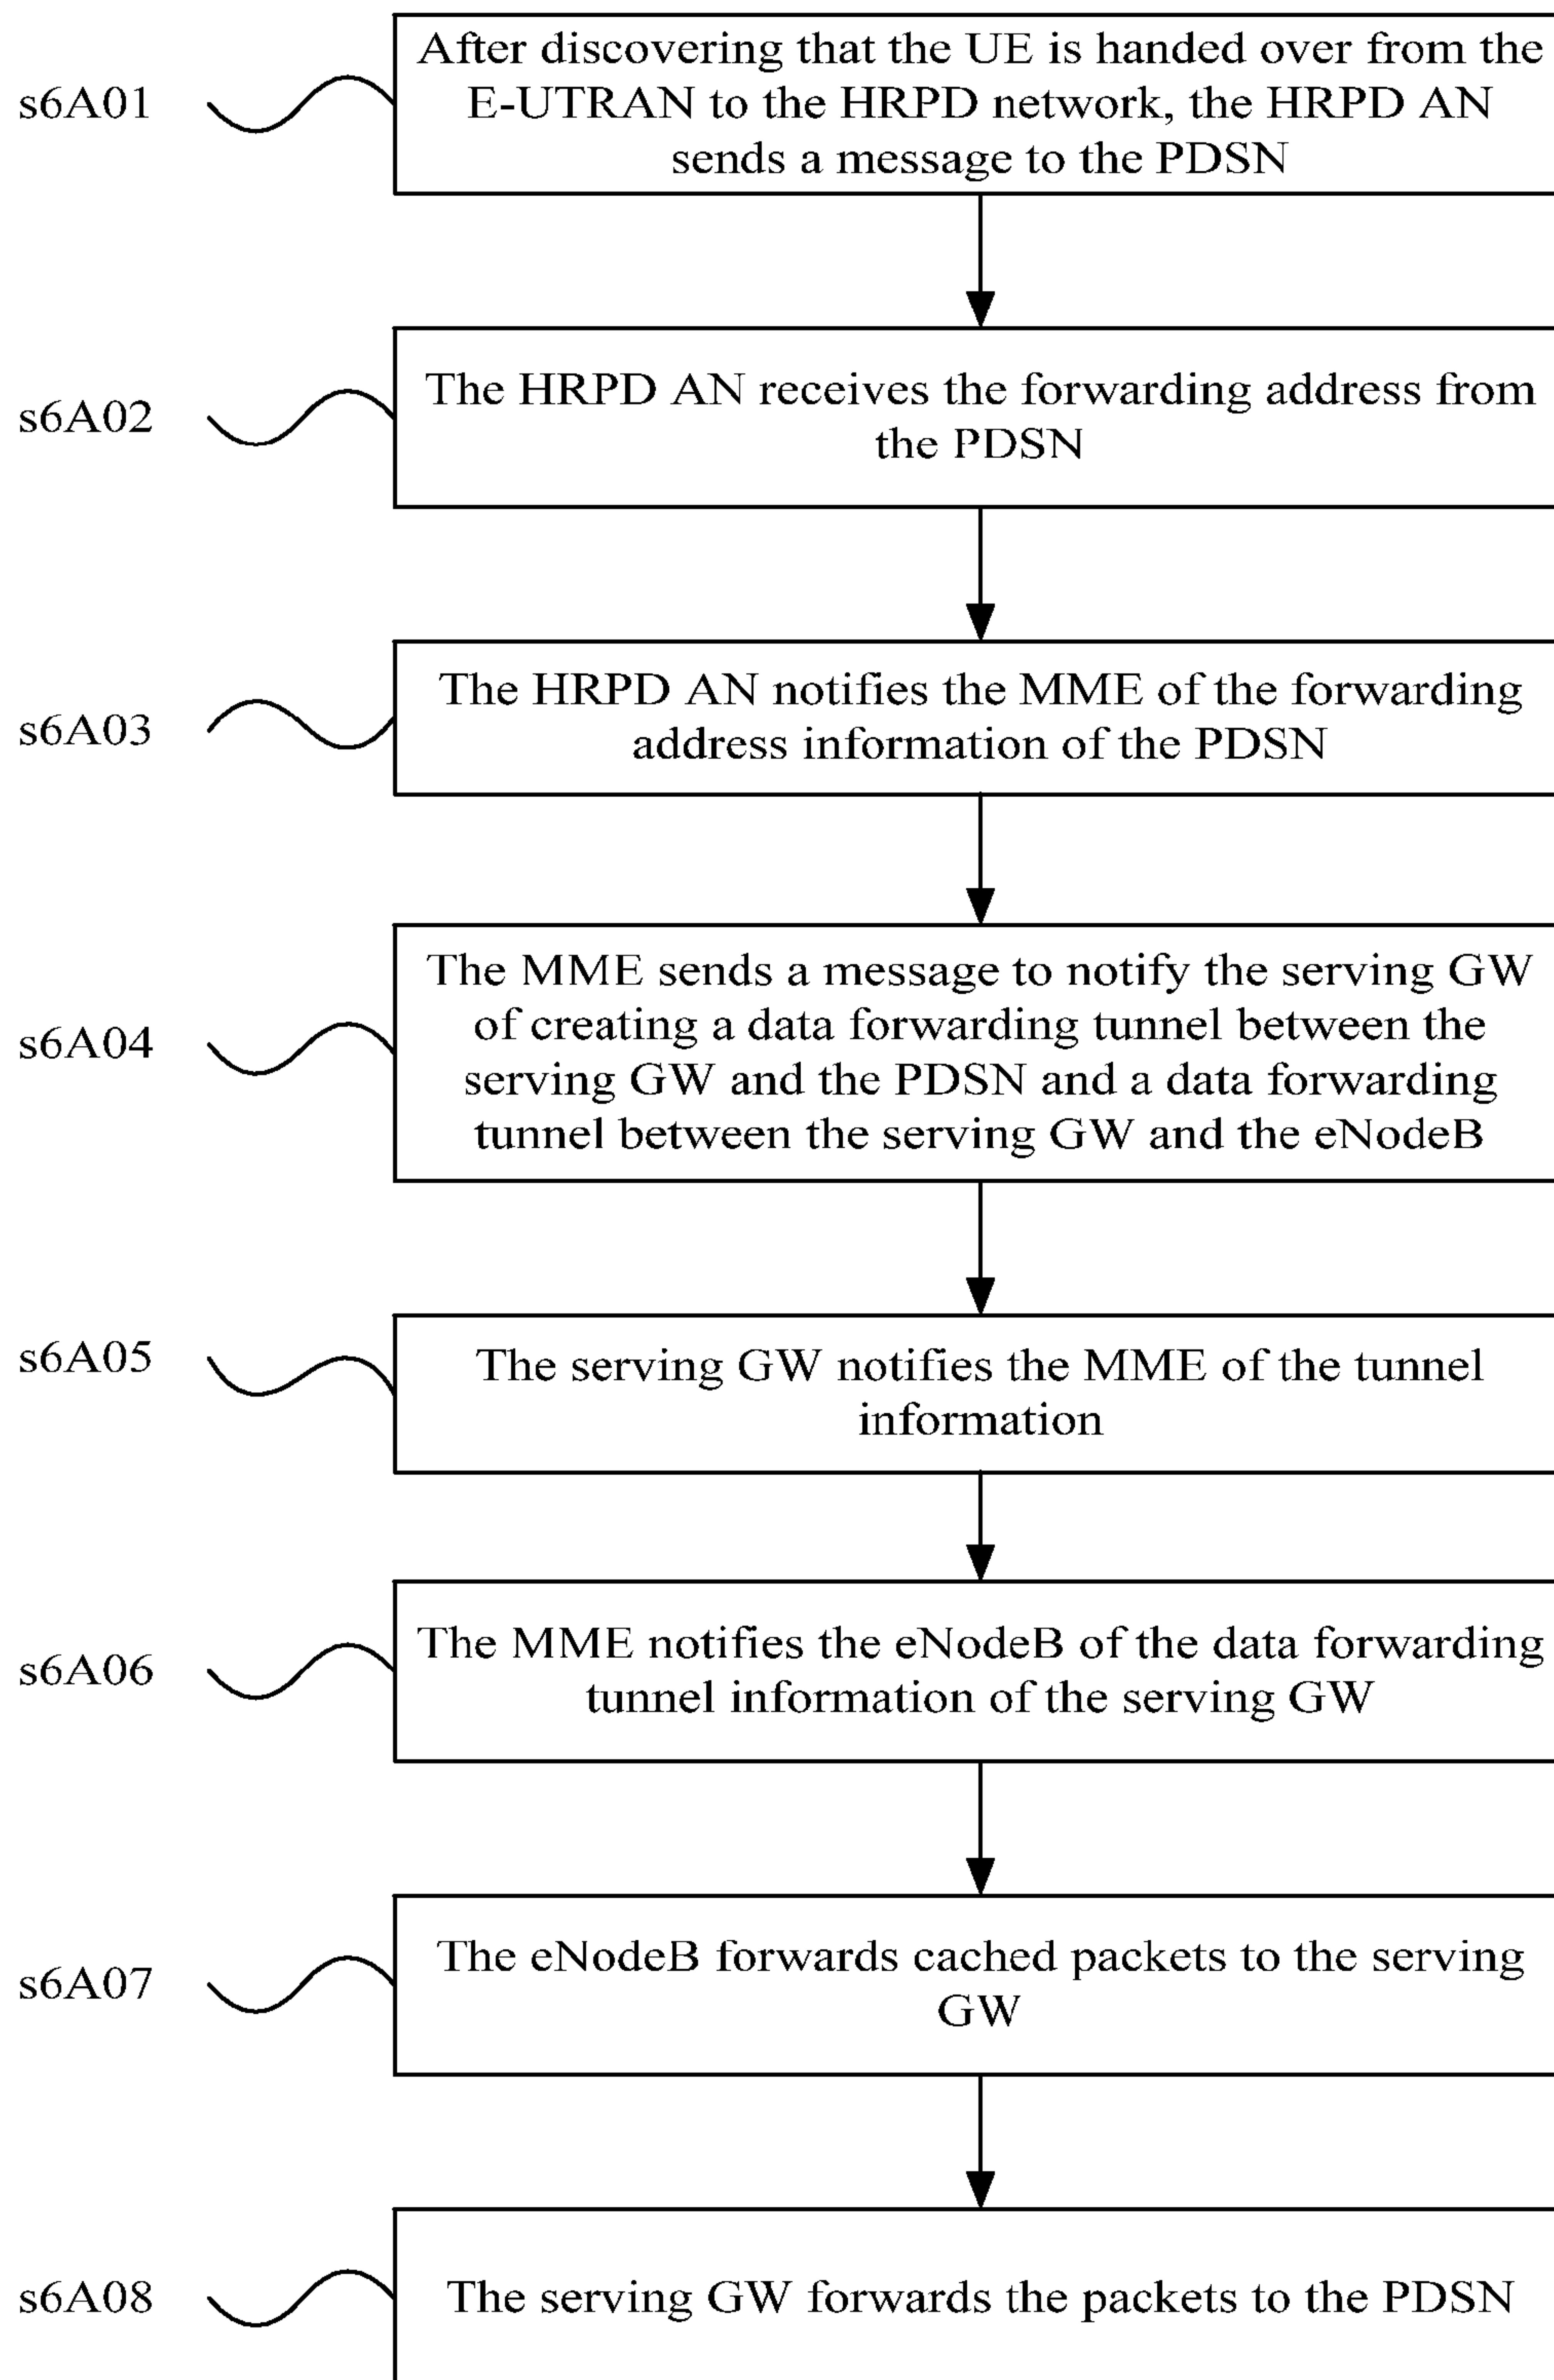 s6A01
After discovering that the UE is handed over from the
E-UTRAN to the HRPD network, the HRPD AN
sends a message to the PDSN
s6A02
The HRPD AN receives the forwarding address from
the PDSN
s6A03
The HRPD AN notifies the MME of the forwarding
address information of the PDSN
s6A04
The MME sends a message to notify the serving GW
of creating a data forwarding tunnel between the
serving GW and the PDSN and a data forwarding
tunnel between the serving GW and the eNodeB
s6A05
The serving GW notifies the MME of the tunnel
information
s6A06
The MME notifies the eNodeB of the data forwarding
tunnel information of the serving GW
s6A07
The eNodeB forwards cached packets to the serving
GW
s6A08
The serving GW forwards the packets to the PDSN